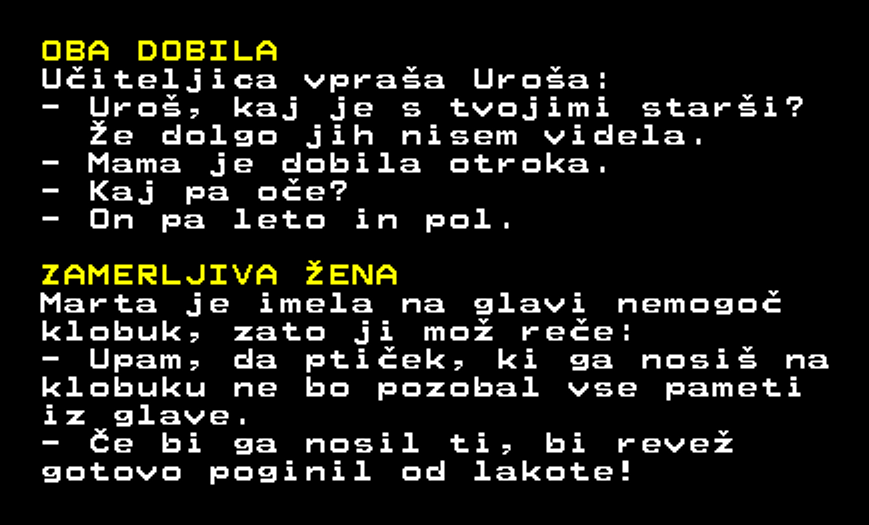 OBA DOBILA
Učiteljica vpraša Uroša:
- Uroš, kaj je s tvojimi starši?
Že dolgo jih nisem videla.
- Mama je dobila otroka.
- Kaj pa oče?
- On pa leto in pol.
ZAMERLJIVA ŽENA
Marta je imela na glavi nemogoč
klobuk, zato ji mož reče:
- Upam, da ptiček, ki ga nosiš na
klobuku ne bo pozobal vse pameti
iz glave.
- Če bi ga nosil ti, bi revež
gotovo poginil od lakote!